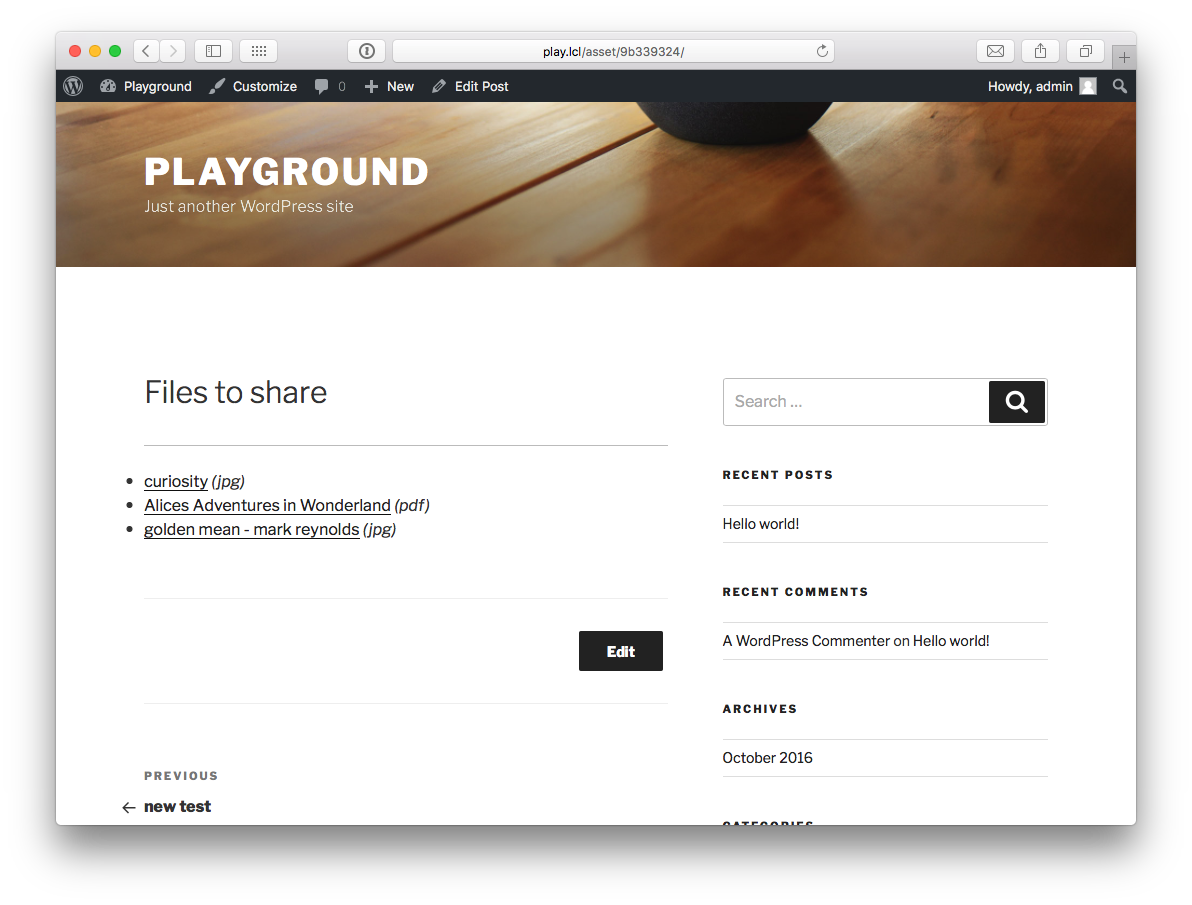 play.lcl/asset/9b339324/
Playground Customize 0 New Edit Post Howdy, admin
PLAYGROUND
Just another WordPress site
Files to share
curiosity (jpg)
Alices Adventures in Wonderland (pdf)
golden mean - mark reynolds (jpg)
Edit
PREVIOUS
← new test
Search ...
RECENT POSTS
Hello world!
RECENT COMMENTS
A WordPress Commenter on Hello world!
ARCHIVES
October 2016
CATEGORIES